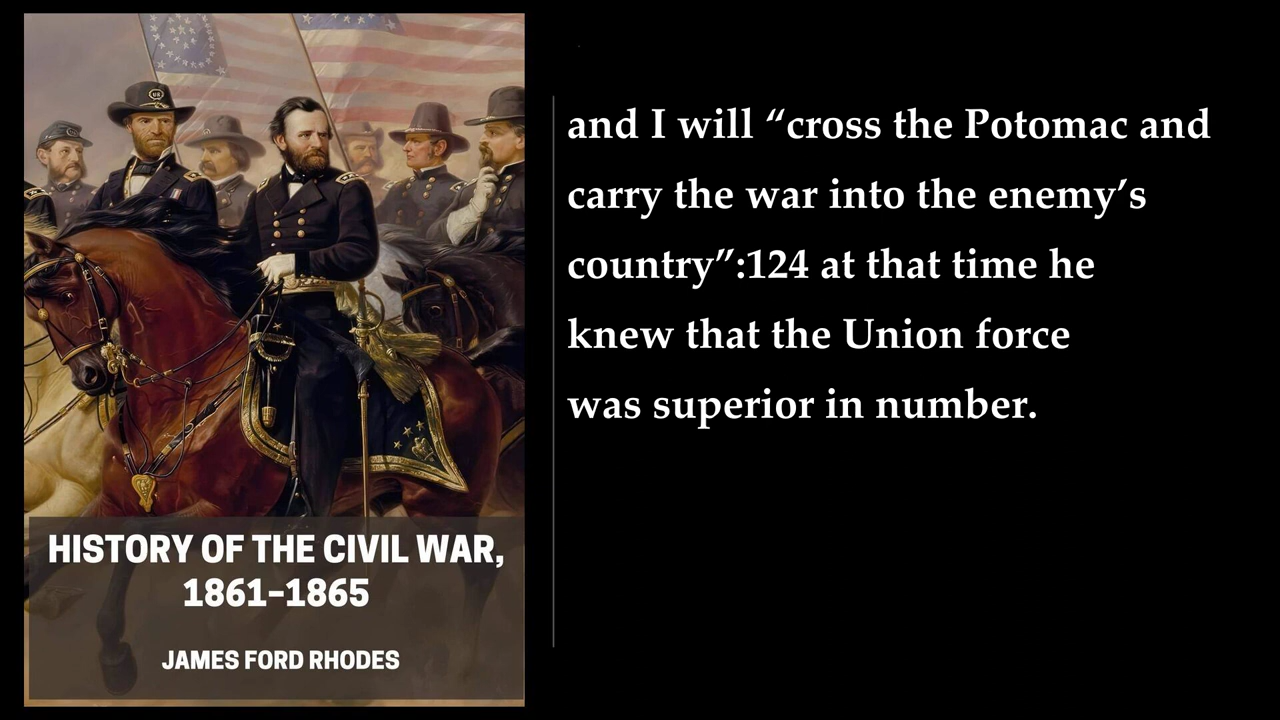 and I will “cross the Potomac and
carry the war into the enemy’s
country”:124 at that time he
knew that the Union force
was superior in number.
HISTORY OF THE CIVIL WAR,
1861–1865
JAMES FORD RHODES